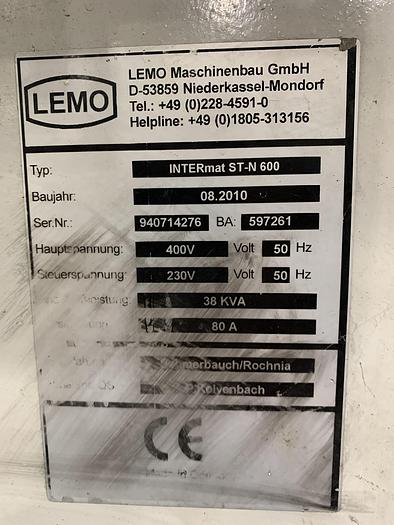 LEMO
LEMO Maschinenbau GmbH
D-53859 Niederkassel-Mondorf
Tel.: +49 (0)228-4591-0
Helpline: +49 (0)1805-313156
Typ: INTERmat ST-N 600
Baujahr: 08.2010
Ser.Nr.: 940714276 BA: 597261
Hauptspannung: 400V Volt 50 Hz
Steuerspannung: 230V Volt 50 Hz
38 KVA
80 A
CE